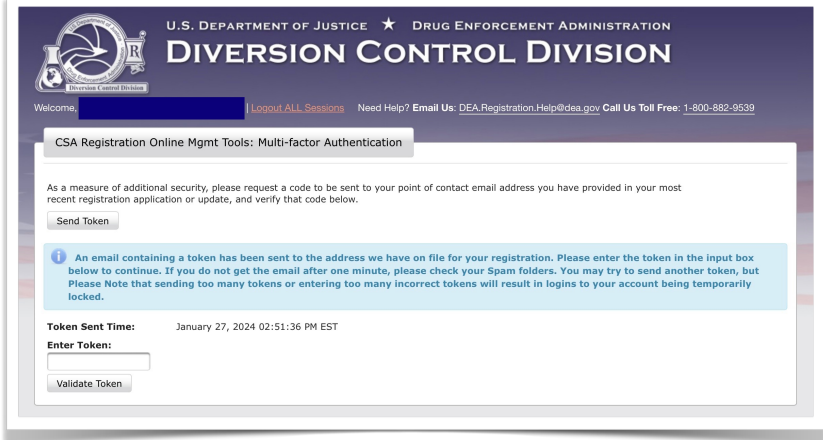 U.S. DEPARTMENT OF JUSTICE ★ DRUG ENFORCEMENT ADMINISTRATION
DIVERSION CONTROL DIVISION
Diversion Control Division
Welcome, | Logout ALL Sessions Need Help? Email Us: DEA.Registration.Help@dea.gov Call Us Toll Free: 1-800-882-9539
CSA Registration Online Mgmt Tools: Multi-factor Authentication
As a measure of additional security, please request a code to be sent to your point of contact email address you have provided in your most
recent registration application or update, and verify that code below.
Send Token
An email containing a token has been sent to the address we have on file for your registration. Please enter the token in the input box
below to continue. If you do not get the email after one minute, please check your Spam folders. You may try to send another token, but
Please Note that sending too many tokens or entering too many incorrect tokens will result in logins to your account being temporarily
locked.
Token Sent Time: January 27, 2024 02:51:36 PM EST
Enter Token:
Validate Token